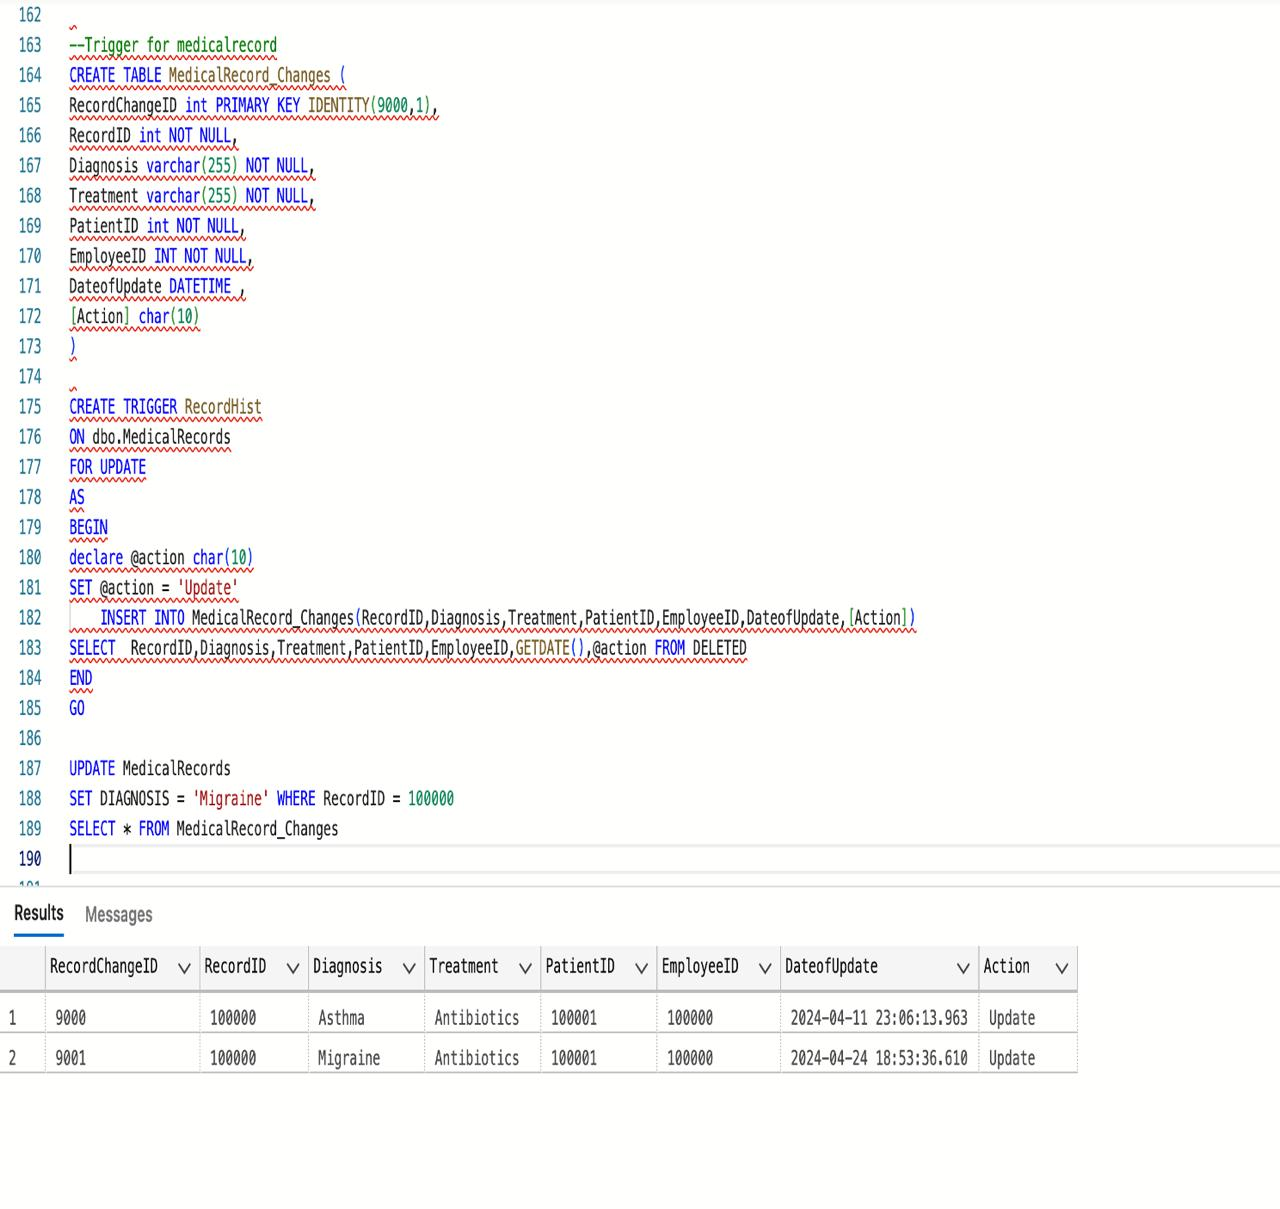 162
163 --Trigger for medicalrecord
164 CREATE TABLE MedicalRecord_Changes (
165 RecordChangeID int PRIMARY KEY IDENTITY(9000,1),
166 RecordID int NOT NULL,
167 Diagnosis varchar(255) NOT NULL,
168 Treatment varchar(255) NOT NULL,
169 PatientID int NOT NULL,
170 EmployeeID INT NOT NULL,
171 DateofUpdate DATETIME ,
172 [Action] char(10)
173 )
174
175 CREATE TRIGGER RecordHist
176 ON dbo.MedicalRecords
177 FOR UPDATE
178 AS
179 BEGIN
180 declare @action char(10)
181 SET @action = 'Update'
182     INSERT INTO MedicalRecord_Changes(RecordID,Diagnosis,Treatment,PatientID,EmployeeID,DateofUpdate,[Action])
183 SELECT  RecordID,Diagnosis,Treatment,PatientID,EmployeeID,GETDATE(),@action FROM DELETED
184 END
185 GO
186
187 UPDATE MedicalRecords
188 SET DIAGNOSIS = 'Migraine' WHERE RecordID = 100000
189 SELECT * FROM MedicalRecord_Changes
190
Results Messages
RecordChangeID RecordID Diagnosis Treatment PatientID EmployeeID DateofUpdate Action
1 9000 100000 Asthma Antibiotics 100001 100000 2024-04-11 23:06:13.963 Update
2 9001 100000 Migraine Antibiotics 100001 100000 2024-04-24 18:53:36.610 Update